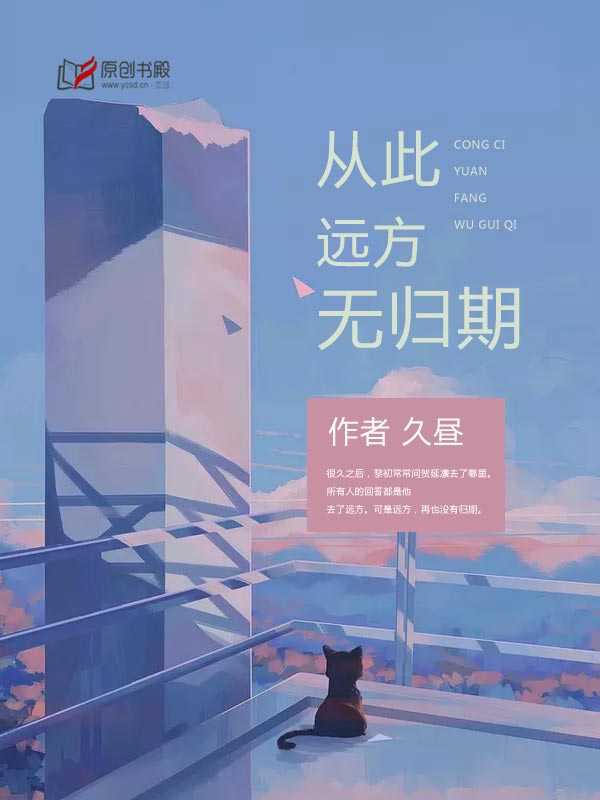 原创书殿
www.ycsd.cn - 原创
从此
CONG CI
YUAN
FANG
WU GUI QI
远方
无归期
作者 久昼
很久之后，黎初常常问贺延凛去了哪里。
所有人的回答都是他
去了远方。可是远方，再也没有归期。